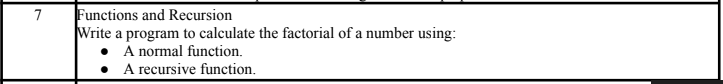 7
Functions and Recursion
Write a program to calculate the factorial of a number using:
● A normal function.
● A recursive function.